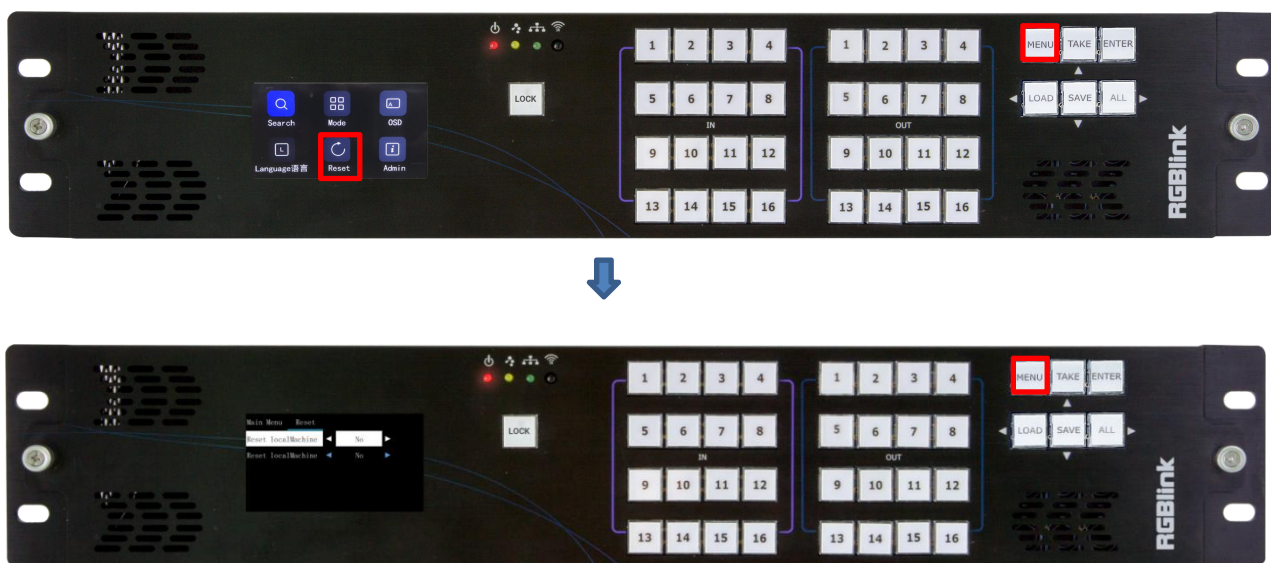 1 2 3 4
1 2 3 4
MENU TAKE ENTER
Search Mode OSD
LOCK
5 6 7 8
5 6 7 8
LOAD SAVE ALL
IN
OUT
Language语言 Reset Admin
9 10 11 12
9 10 11 12
13 14 15 16
13 14 15 16
RGBlink
1 2 3 4
1 2 3 4
MENU TAKE ENTER
Main Menu Reset
LOCK
Reset localMachine No
Reset localMachine No
5 6 7 8
5 6 7 8
LOAD SAVE ALL
IN
OUT
9 10 11 12
9 10 11 12
13 14 15 16
13 14 15 16
RGBlink